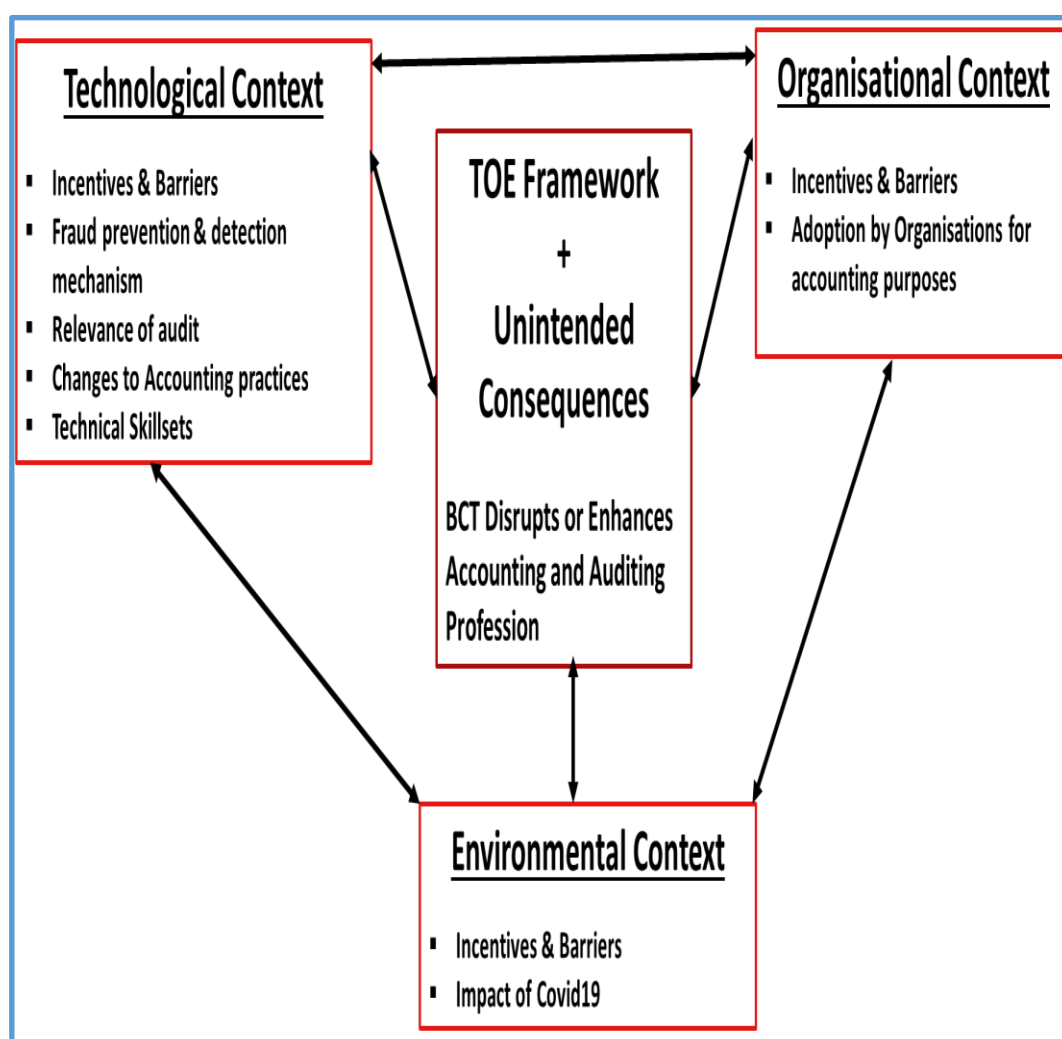 Technological Context
▪ Incentives & Barriers
▪ Fraud prevention & detection
mechanism
▪ Relevance of audit
▪ Changes to Accounting practices
▪ Technical Skillsets
TOE Framework
+
Unintended
Consequences
BCT Disrupts or Enhances
Accounting and Auditing
Profession
Organisational Context
▪ Incentives & Barriers
▪ Adoption by Organisations for
accounting purposes
Environmental Context
▪ Incentives & Barriers
▪ Impact of Covid19